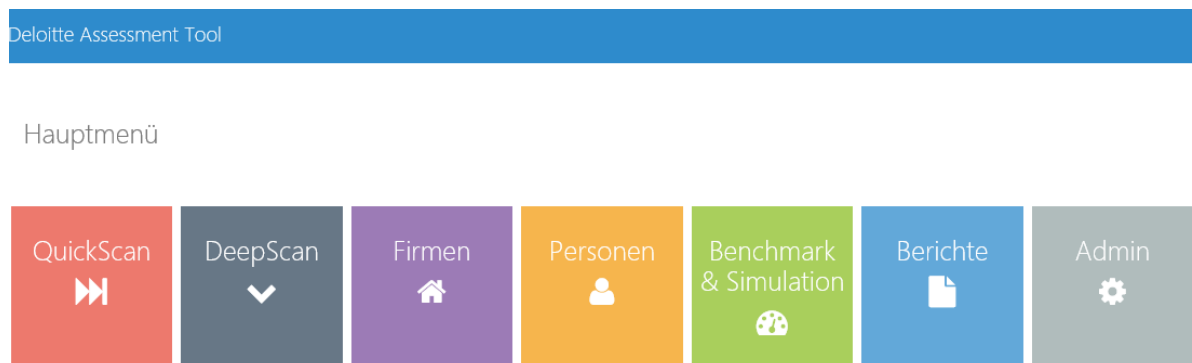 Deloitte Assessment Tool
Hauptmenü
QuickScan
DeepScan
Firmen
Personen
Benchmark
& Simulation
Berichte
Admin